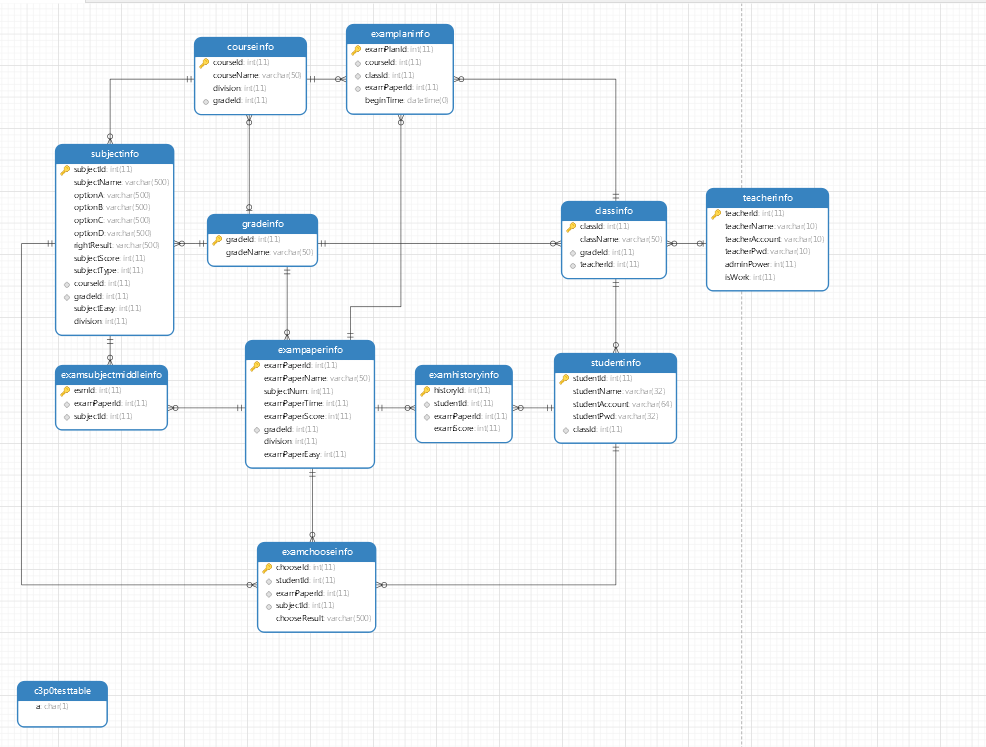 courseinfo
courseId: int(11)
courseName: varchar(50)
division: int(11)
gradeId: int(11)
examplaninfo
examPlanId: int(11)
courseId: int(11)
classId: int(11)
examPaperId: int(11)
beginTime: datetime(0)
subjectinfo
subjectId: int(11)
subjectName: varchar(500)
optionA: varchar(500)
optionB: varchar(500)
optionC: varchar(500)
optionD: varchar(500)
rightResult: varchar(500)
subjectScore: int(11)
subjectType: int(11)
courseId: int(11)
gradeId: int(11)
subjectEasy: int(11)
division: int(11)
gradeinfo
gradeId: int(11)
gradeName: varchar(50)
classinfo
classId: int(11)
className: varchar(50)
gradeId: int(11)
teacherId: int(11)
teacherinfo
teacherId: int(11)
teacherName: varchar(10)
teacherAccount: varchar(10)
teacherPwd: varchar(10)
adminPower: int(11)
isWork: int(11)
examsubjectmiddleinfo
esmId: int(11)
examPaperId: int(11)
subjectId: int(11)
exampaperinfo
examPaperId: int(11)
examPaperName: varchar(50)
subjectNum: int(11)
examPaperTime: int(11)
examPaperScore: int(11)
gradeId: int(11)
division: int(11)
examPaperEasy: int(11)
examhistoryinfo
historyId: int(11)
studentId: int(11)
examPaperId: int(11)
examScore: int(11)
studentinfo
studentId: int(11)
studentName: varchar(32)
studentAccount: varchar(64)
studentPwd: varchar(32)
classId: int(11)
examchooseinfo
chooseId: int(11)
studentId: int(11)
examPaperId: int(11)
subjectId: int(11)
chooseResult: varchar(500)
c3p0testtable
a: char(1)